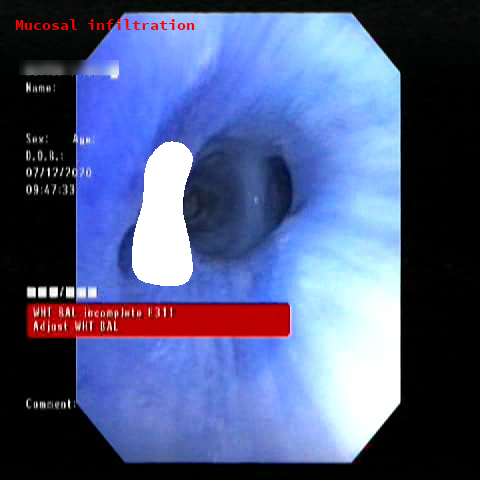 Mucosal infiltration
Name:
Sex: Age:
D.O.B.:
07/12/2020
09:47:33
WHT BAL incomplete E311
Adjust WHT BAL
Comment: